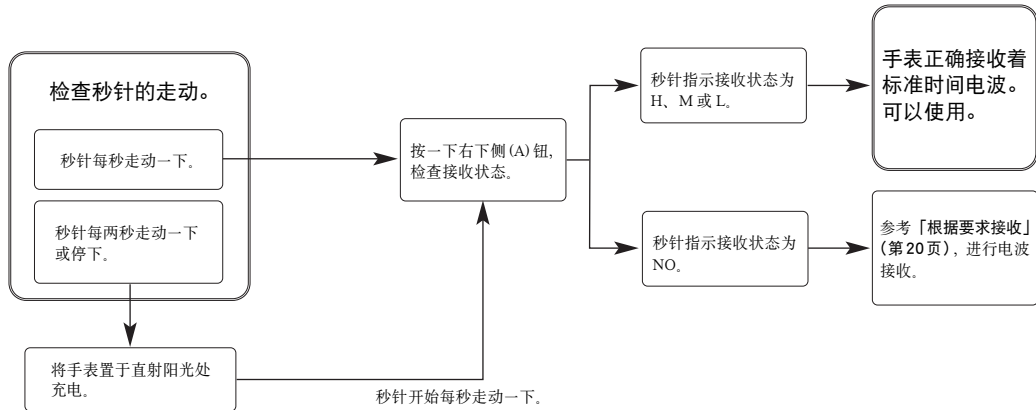 检查秒针的走动。
秒针每秒走动一下。
秒针每两秒走动一下
或停下。
将手表置于直射阳光处
充电。
秒针开始每秒走动一下。
按一下右下侧(A)钮,
检查接收状态。
秒针指示接收状态为
H、M 或 L。
手表正确接收着
标准时间电波。
可以使用。
秒针指示接收状态为
NO。
参考「根据要求接收」
(第20页), 进行电波
接收。